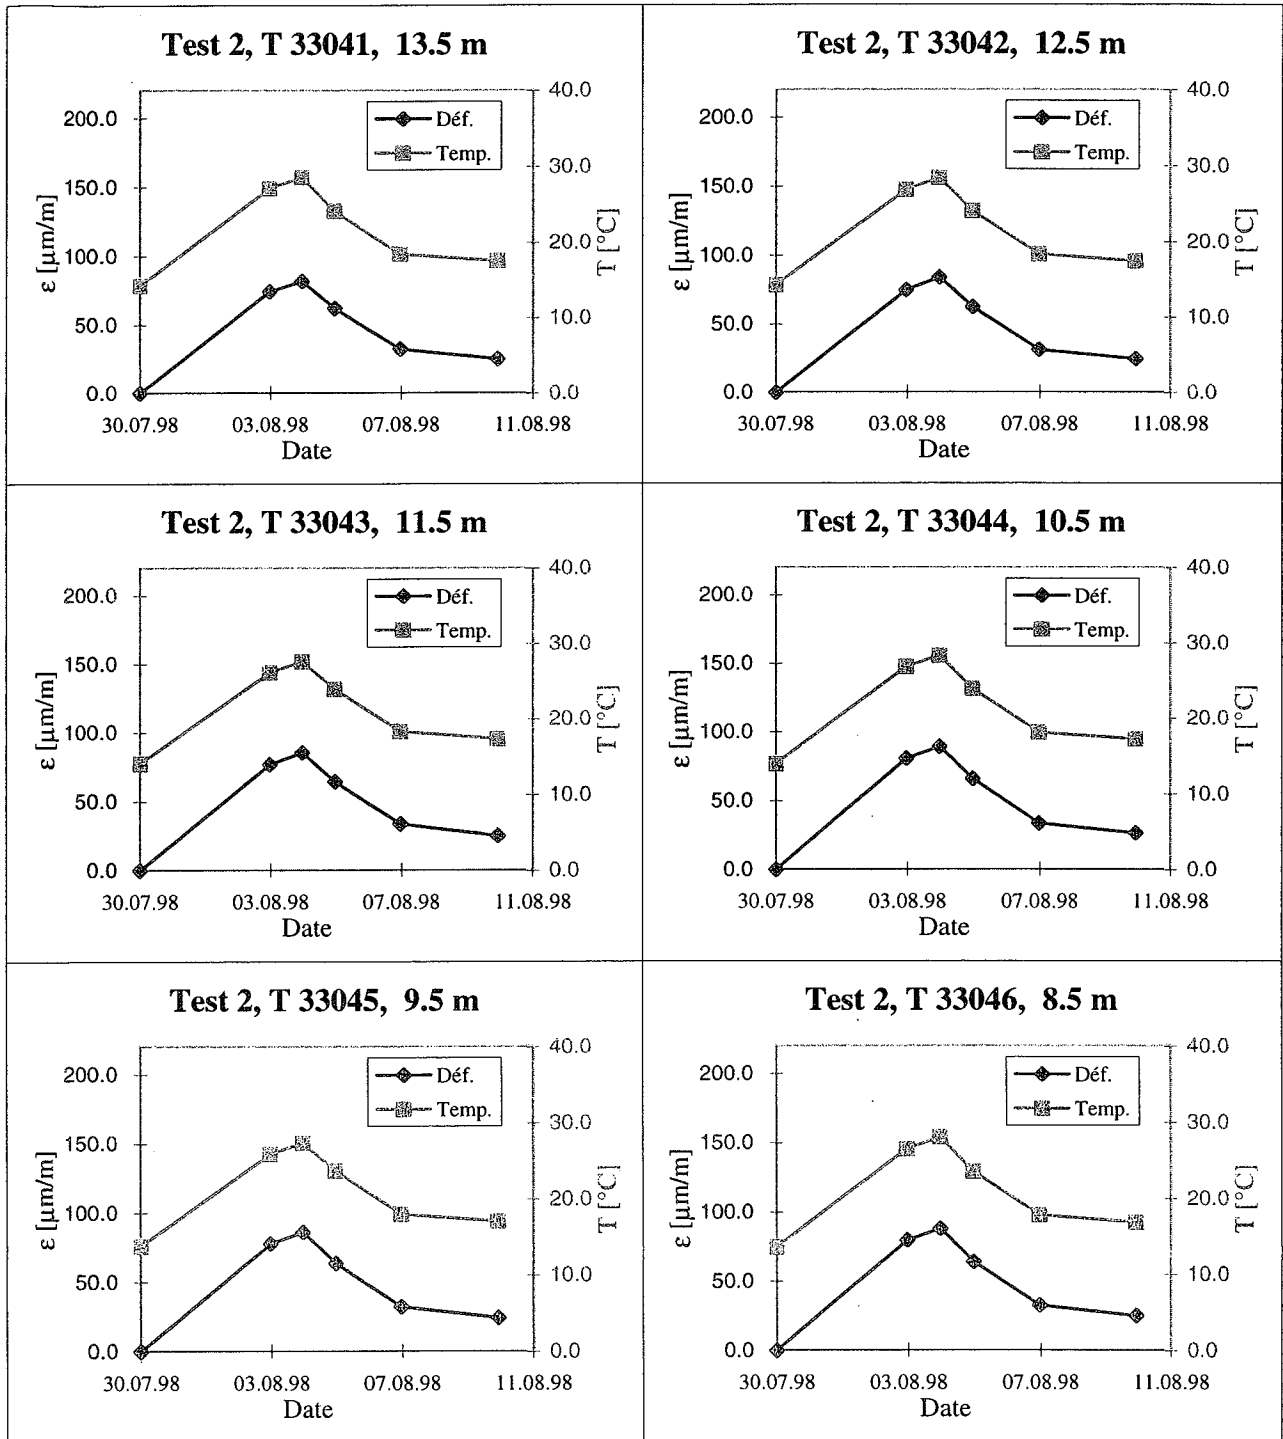 Test 2, T 33041, 13.5 m
ε [µm/m]
200.0
150.0
100.0
50.0
0.0
Déf.
Temp.
40.0
30.0
20.0
10.0
0.0
T [°C]
30.07.98 03.08.98 07.08.98 11.08.98
Date
Test 2, T 33042, 12.5 m
ε [µm/m]
200.0
150.0
100.0
50.0
0.0
Déf.
Temp.
40.0
30.0
20.0
10.0
0.0
T [°C]
30.07.98 03.08.98 07.08.98 11.08.98
Date
Test 2, T 33043, 11.5 m
ε [µm/m]
200.0
150.0
100.0
50.0
0.0
Déf.
Temp.
40.0
30.0
20.0
10.0
0.0
T [°C]
30.07.98 03.08.98 07.08.98 11.08.98
Date
Test 2, T 33044, 10.5 m
ε [µm/m]
200.0
150.0
100.0
50.0
0.0
Déf.
Temp.
40.0
30.0
20.0
10.0
0.0
T [°C]
30.07.98 03.08.98 07.08.98 11.08.98
Date
Test 2, T 33045, 9.5 m
ε [µm/m]
200.0
150.0
100.0
50.0
0.0
Déf.
Temp.
40.0
30.0
20.0
10.0
0.0
T [°C]
30.07.98 03.08.98 07.08.98 11.08.98
Date
Test 2, T 33046, 8.5 m
ε [µm/m]
200.0
150.0
100.0
50.0
0.0
Déf.
Temp.
40.0
30.0
20.0
10.0
0.0
T [°C]
30.07.98 03.08.98 07.08.98 11.08.98
Date